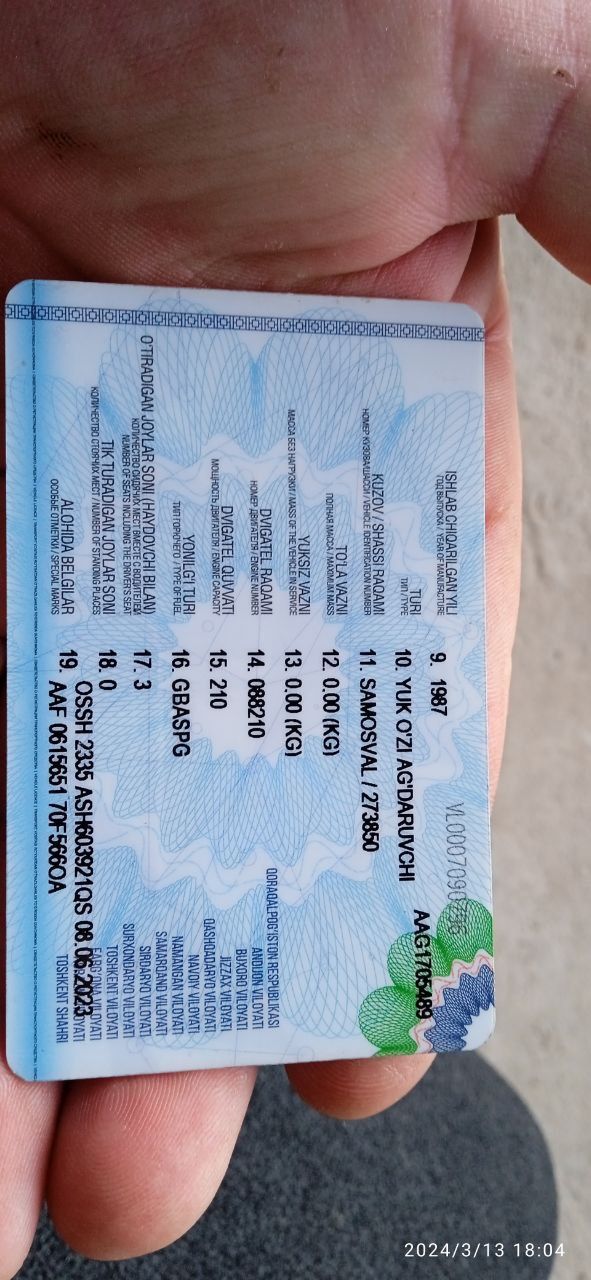 VL0007090786
AAG1705489
ISHLAB CHIQARILGAN YILI
ГОД ВЫПУСКА / YEAR OF MANUFACTURE
9. 1987
TURI
ТИП / TYPE
10. YUK O'ZI AG'DARUVCHI
KUZOV / SHASSI RAQAMI
НОМЕР КУЗОВА/ШАССИ / VEHICLE IDENTIFICATION NUMBER
11. SAMOSVAL / 273850
TO'LA VAZNI
ПОЛНАЯ МАССА / MAXIMUM MASS
12. 0.00 (KG)
YUKSIZ VAZNI
МАССА БЕЗ НАГРУЗКИ / MASS OF THE VEHICLE IN SERVICE
13. 0.00 (KG)
DVIGATEL RAQAMI
НОМЕР ДВИГАТЕЛЯ / ENGINE NUMBER
14. 088210
DVIGATEL QUVVATI
МОЩНОСТЬ ДВИГАТЕЛЯ / ENGINE CAPACITY
15. 210
YONILG'I TURI
ТИП ГОРЮЧЕГО / TYPE OF FUEL
16. GBASPG
O'TIRADIGAN JOYLAR SONI (HAYDOVCHI BILAN)
КОЛИЧЕСТВО СИДЯЧИХ МЕСТ ВМЕСТЕ С ВОДИТЕЛЕМ
NUMBER OF SEATS INCLUDING THE DRIVER'S SEAT
17. 3
TIK TURADIGAN JOYLAR SONI
КОЛИЧЕСТВО СТОЯЧИХ МЕСТ / NUMBER OF STANKING PLACES
18. 0
ALOHIDA BELGILAR
ОСОБЫЕ ОТМЕТКИ / SPECIAL MARKS
19. OSSH 2335 ASH603921QS 08.06.2023
AAF 0615651 70F566OA
QORAQALPOG'ISTON RESPUBLIKASI
ANDIJON VILOYATI
BUXORO VILOYATI
JIZZAX VILOYATI
QASHQADARYO VILOYATI
NAVOIY VILOYATI
NAMANGAN VILOYATI
SAMARQAND VILOYATI
SIRDARYO VILOYATI
SURXONDARYO VILOYATI
TOSHKENT VILOYATI
FARG'ONA VILOYATI
TOSHKENT SHAHRI
2024/3/13 18:04